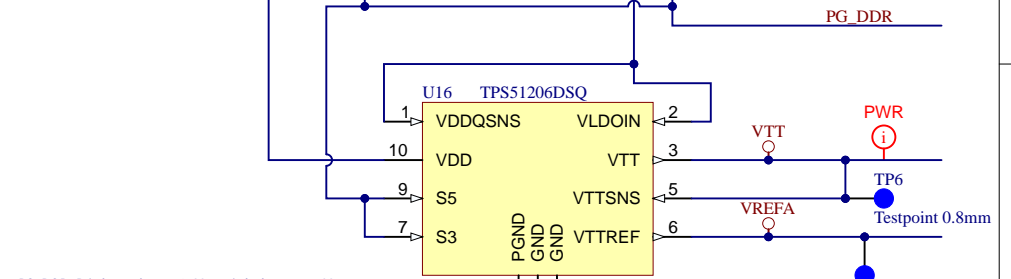 PG_DDR
U16 TPS51206DSQ
1 VDDQSNS VLDOIN 2
PWR
i
VTT
10 VDD VTT 3
TP6
9 S5 VTTSNS 5
VREFA
Testpoint 0.8mm
7 S3 VTTREF 6
PGND
GND
GND